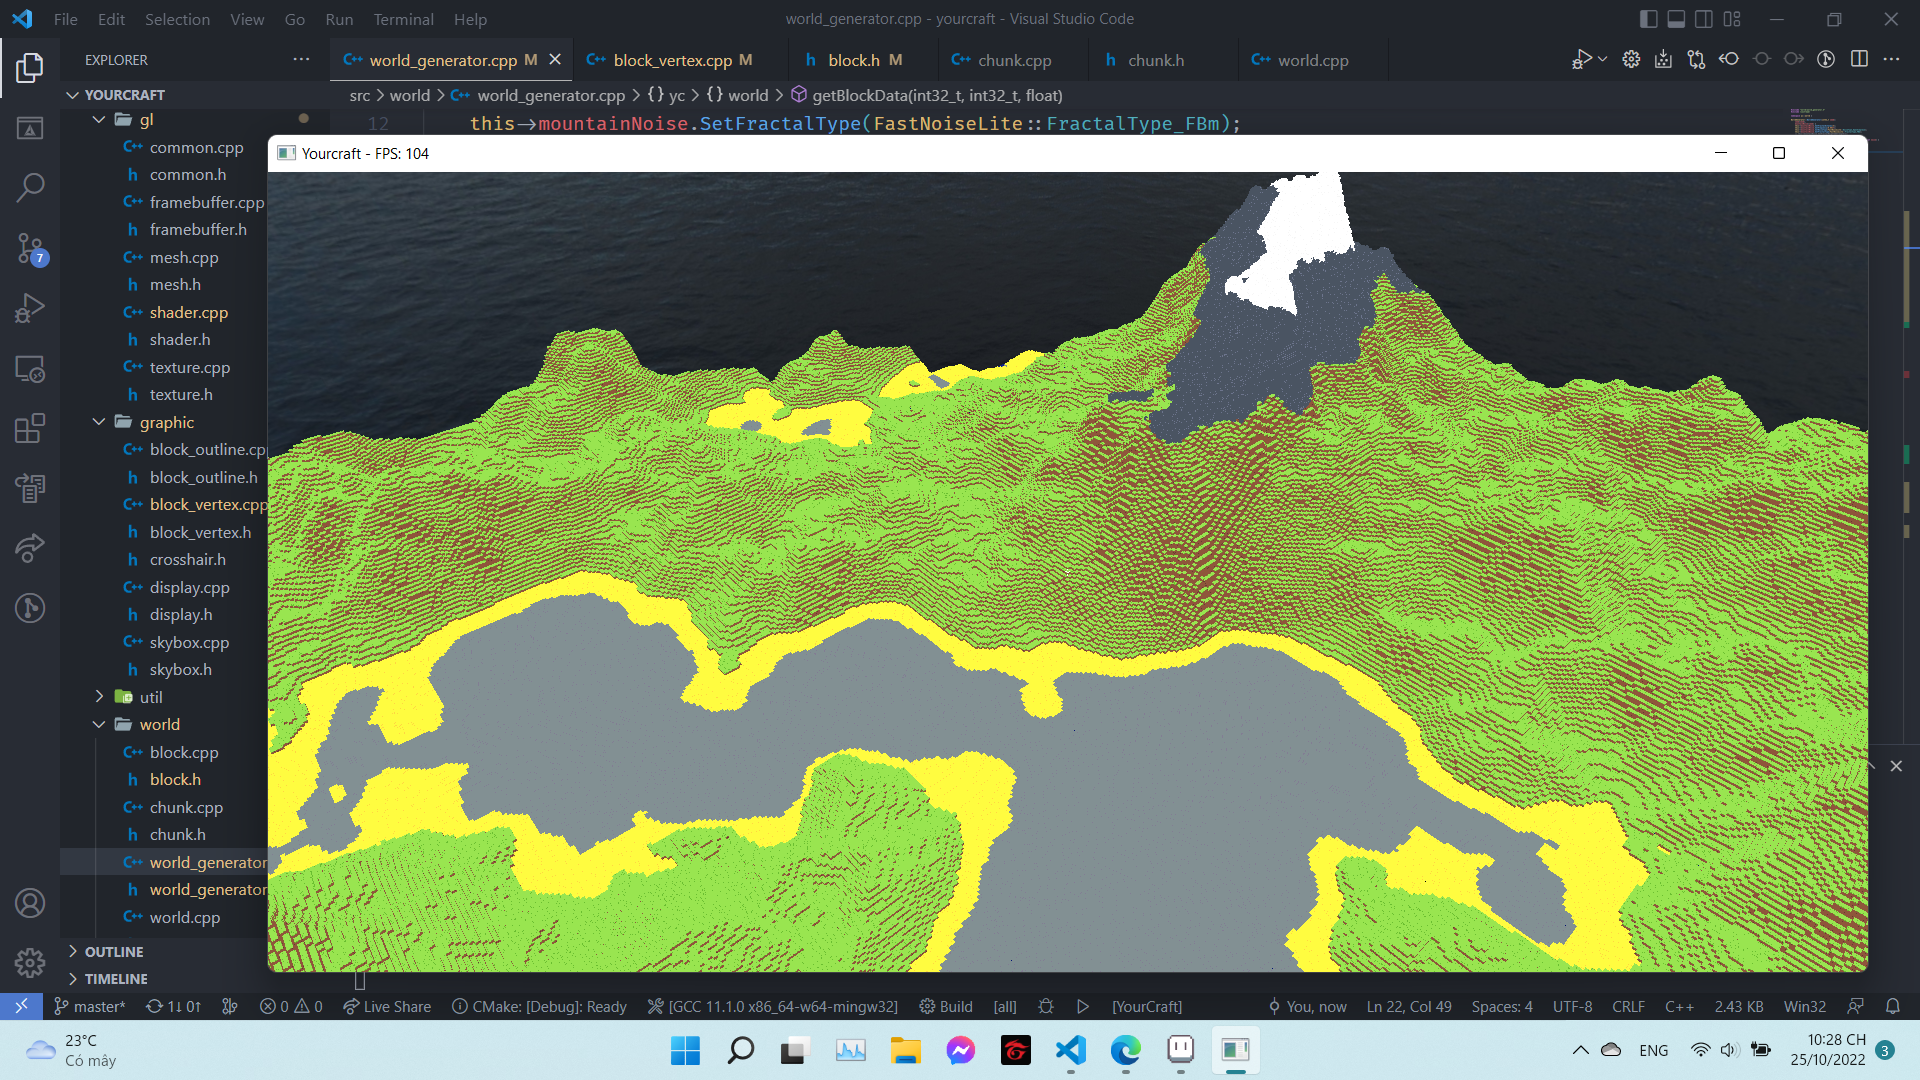 File Edit Selection View Go Run Terminal Help
world_generator.cpp - yourcraft - Visual Studio Code
EXPLORER
world_generator.cpp M
block_vertex.cpp M
block.h M
chunk.cpp
chunk.h
world.cpp
YOURCRAFT
src > world > world_generator.cpp > {} yc > {} world > getBlockData(int32_t, int32_t, float)
gl
12 this→mountainNoise.SetFractalType(FastNoiseLite::FractalType_FBm);
common.cpp
Yourcraft - FPS: 104
common.h
framebuffer.cpp
framebuffer.h
7
mesh.cpp
mesh.h
shader.cpp
shader.h
texture.cpp
texture.h
graphic
block_outline.cp
block_outline.h
block_vertex.cpp
block_vertex.h
crosshair.h
display.cpp
display.h
skybox.cpp
skybox.h
util
world
block.cpp
block.h
chunk.cpp
chunk.h
world_generator
world_generator
world.cpp
OUTLINE
TIMELINE
master* 1↓ 0↑ 0 0 Live Share CMake: [Debug]: Ready [GCC 11.1.0 x86_64-w64-mingw32] Build [all] [YourCraft] You, now Ln 22, Col 49 Spaces: 4 UTF-8 CRLF C++ 2.43 KB Win32
23°C
Có mây
ENG
10:28 CH
25/10/2022
3